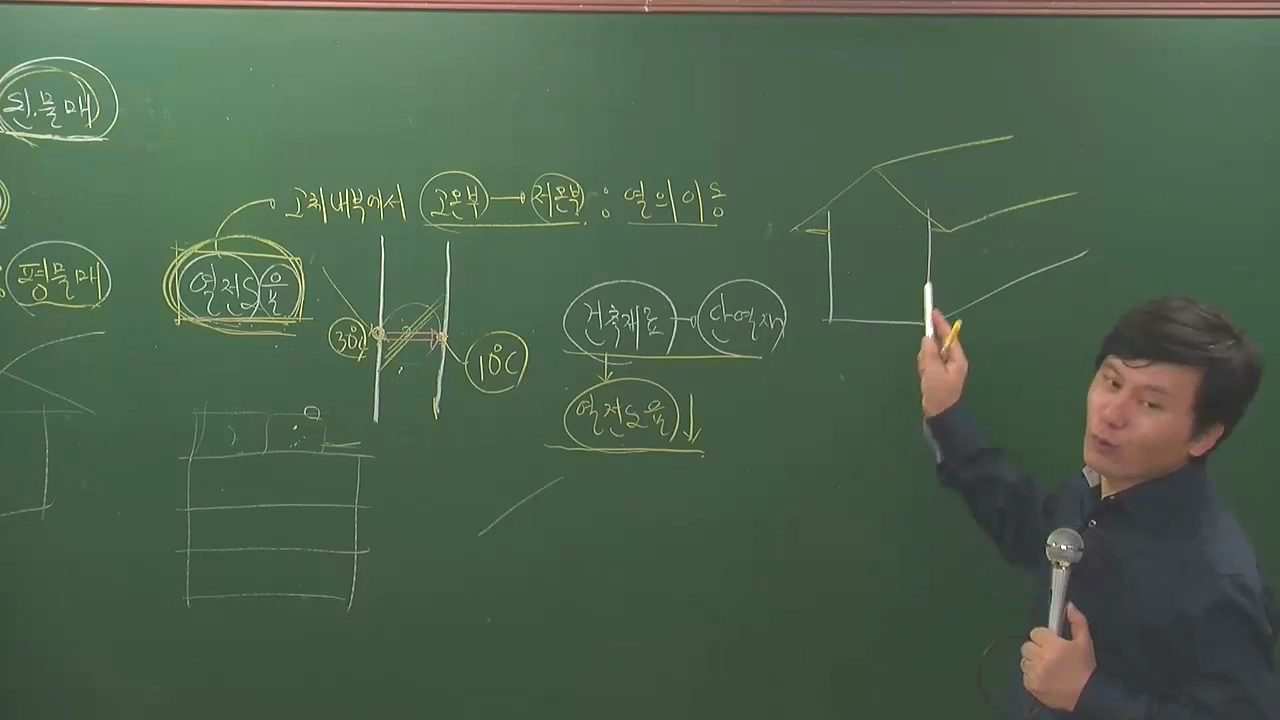 된물매
평물매
고체내부에서 고온부 → 저온부 : 열의이동
열전도율
30℃
10℃
건축재료 → 단열재
열전도율 ↓